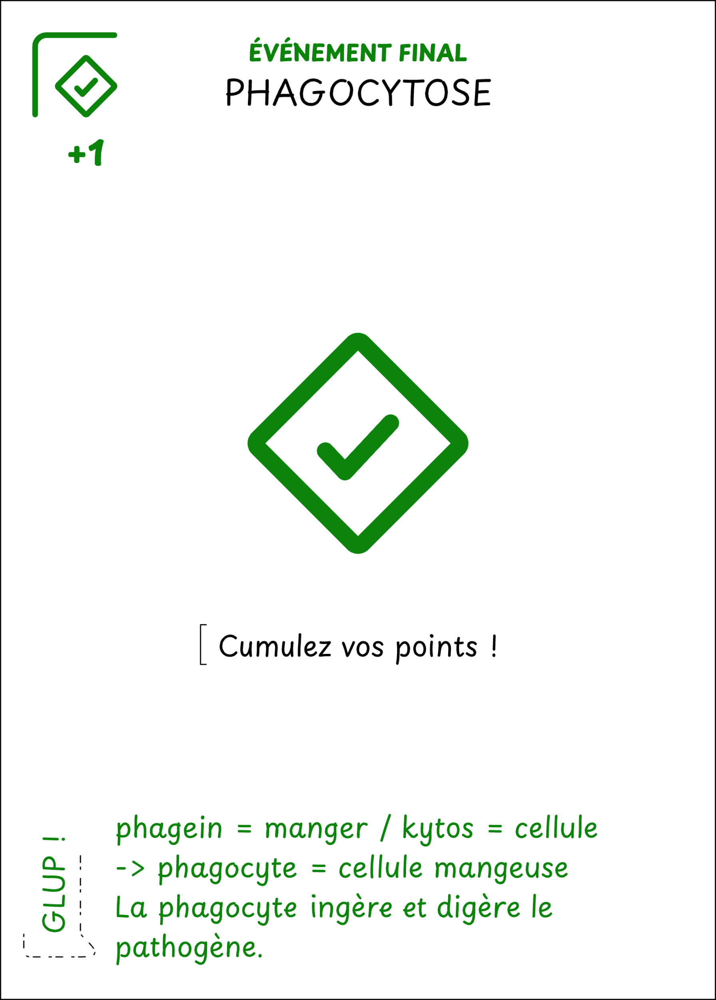 ÉVÉNEMENT FINAL
PHAGOCYTOSE
+1
Cumulez vos points !
GLUP !
phagein = manger / kytos = cellule
-> phagocyte = cellule mangeuse
La phagocyte ingère et digère le
pathogène.